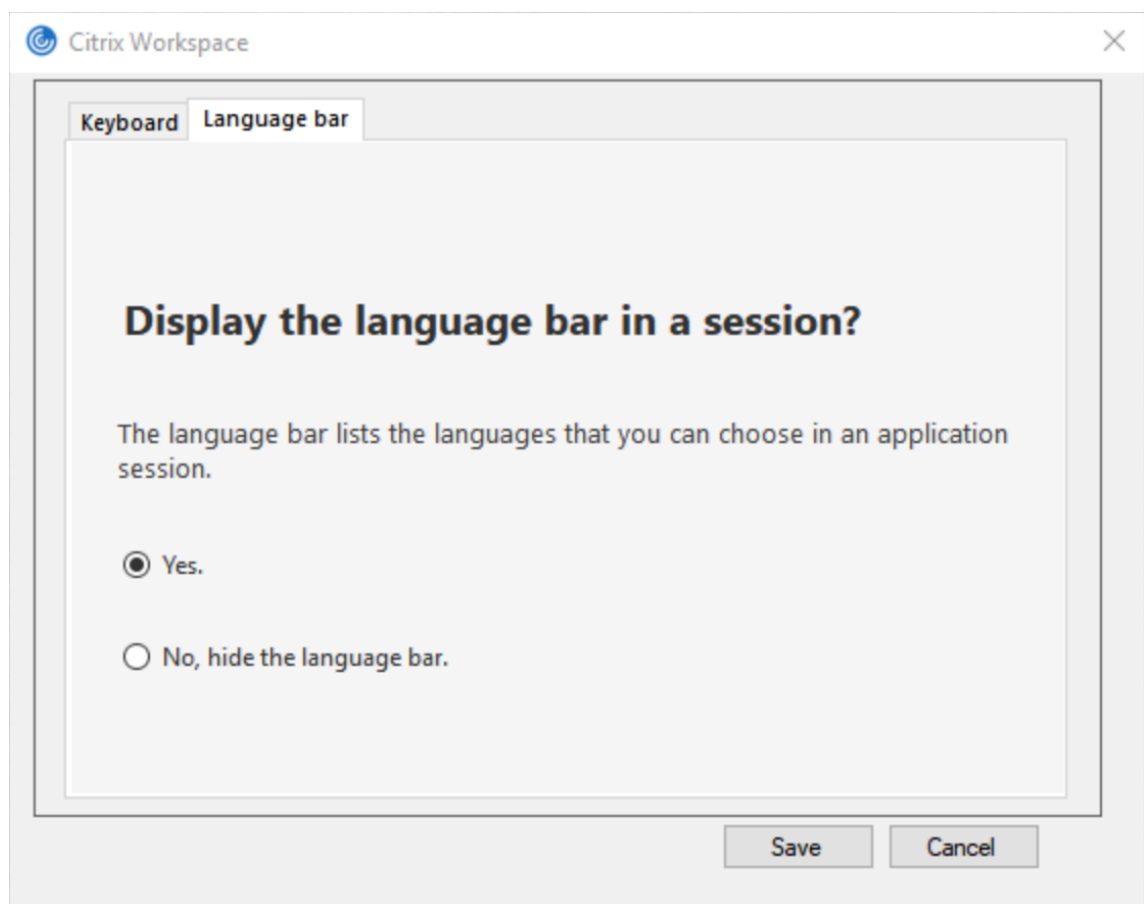 Citrix Workspace
Keyboard
Language bar
Display the language bar in a session?
The language bar lists the languages that you can choose in an application
session.
Yes.
No, hide the language bar.
Save
Cancel